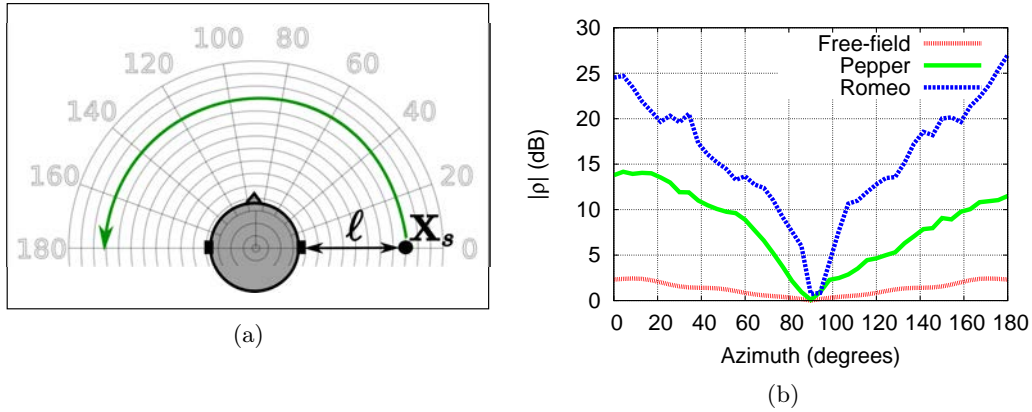 100 80
120 60
140 40
160 20
180 ℓ X_s 0
(a)
30
25
20
15
10
5
0
|ρ| (dB)
Free-field
Pepper
Romeo
0 20 40 60 80 100 120 140 160 180
Azimuth (degrees)
(b)